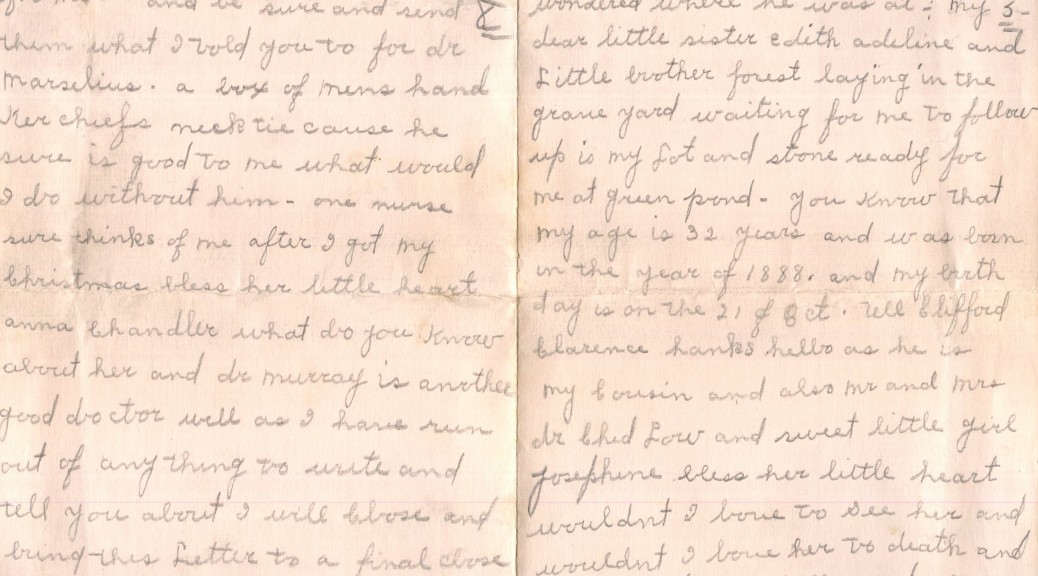 and be sure and send 8
them what I told you to for dr
Marselius. a box of mens hand
Ker chiefs neck tie cause he
sure is good to me what would
I do without him - one nurse
sure thinks of me after I got my
Christmas bless her little heart
anna Chandler what do you know
about her and dr Murray is another
good doctor well as I have run
out of any thing to write and
tell you about I will Close and
bring this Letter to a final close
wondered where he was at : My 5-
dear little sister Edith adeline and
Little brother forest laying in the
grave yard waiting for me to follow
up is my Lot and stone ready for
me at green pond - you know that
my age is 32 years and was born
in the year of 1888. and my birth
day is on the 21 of Oct. Tell Clifford
Clarence hanks hello as he is
my Cousin and also Mr and Mrs
dr Ched Low and sweet little girl
Josephine bless her little heart
wouldnt I love to see her and
wouldnt I love her to death and